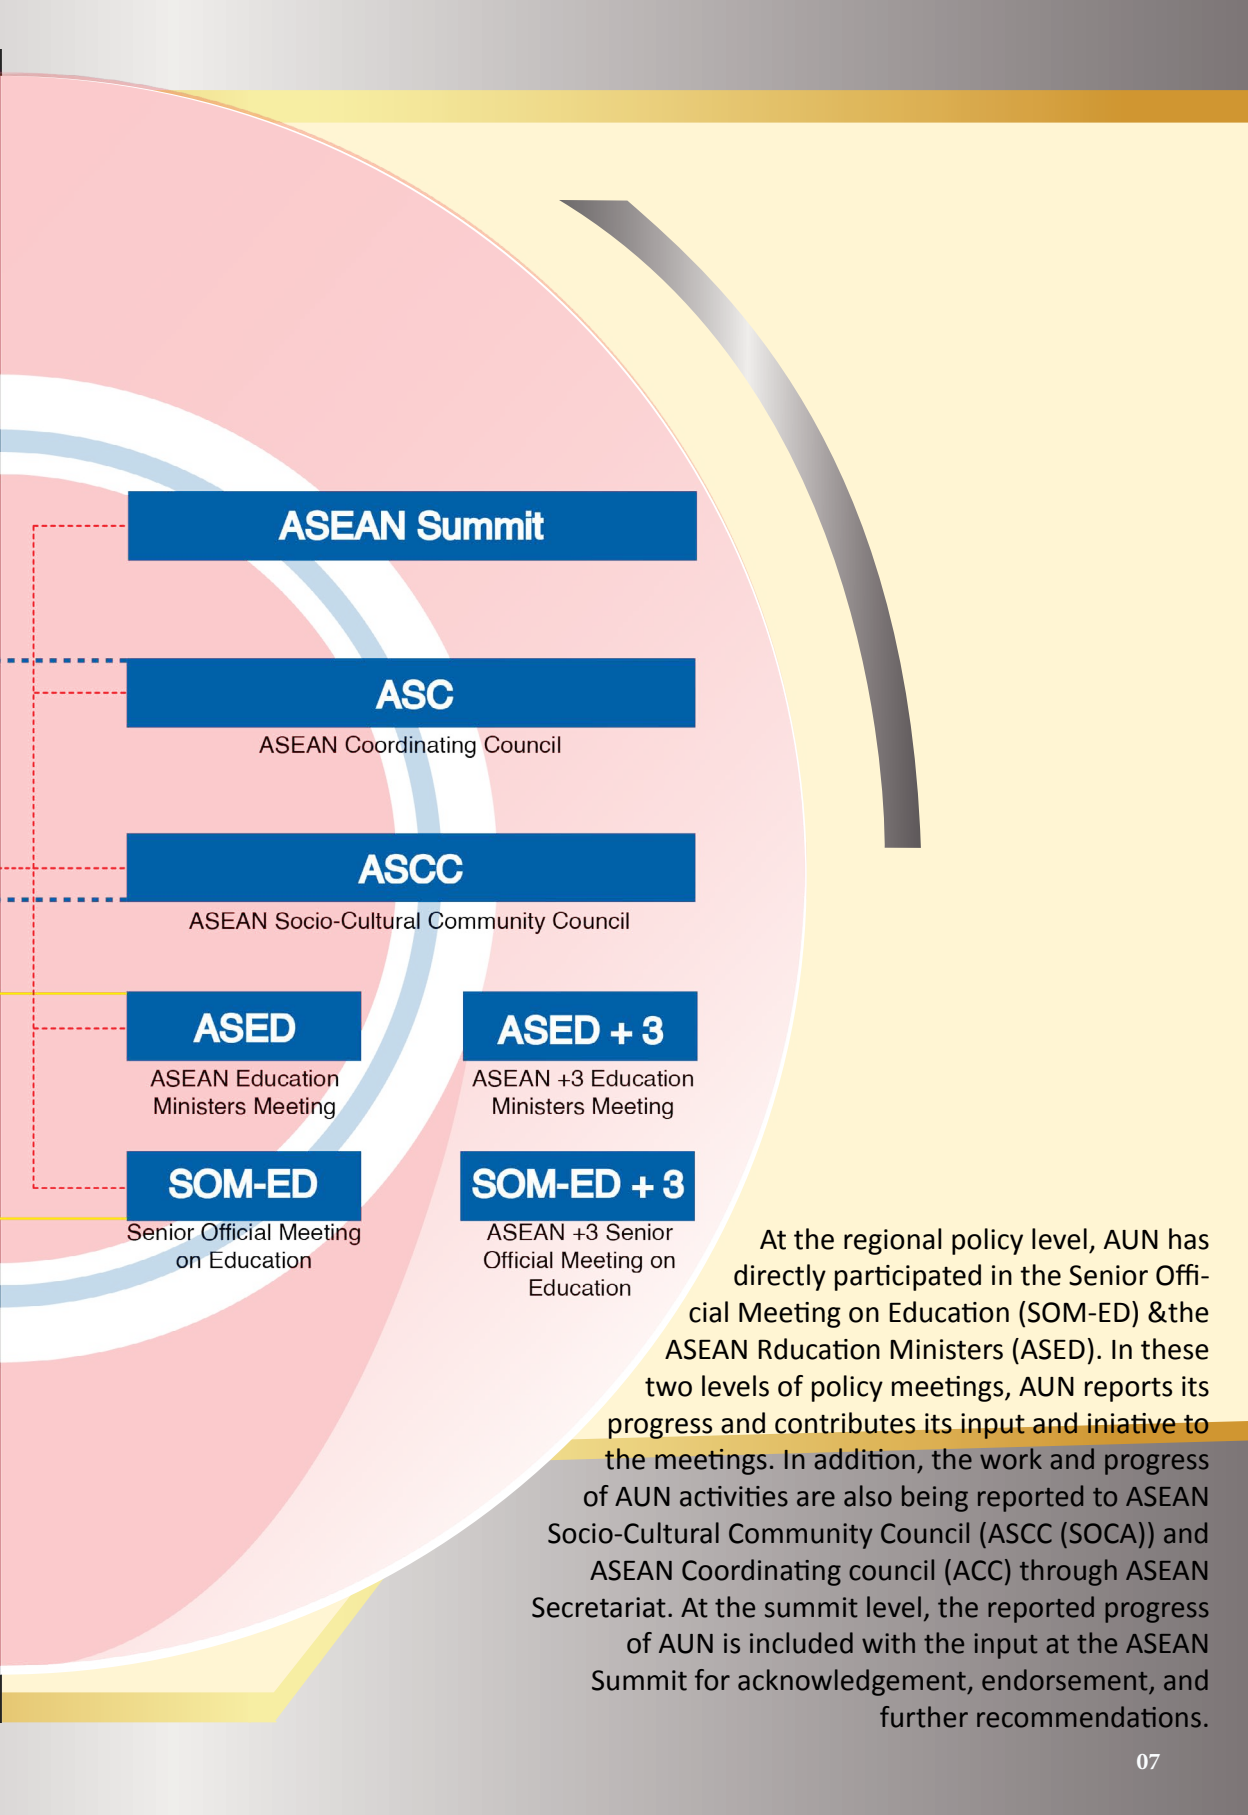 ASEAN Summit
ASC
ASEAN Coordinating Council
ASCC
ASEAN Socio-Cultural Community Council
ASED
ASEAN Education
Ministers Meeting
ASED + 3
ASEAN +3 Education
Ministers Meeting
SOM-ED
Senior Official Meeting
on Education
SOM-ED + 3
ASEAN +3 Senior
Official Meeting on
Education
At the regional policy level, AUN has
directly participated in the Senior Offi-
cial Meeting on Education (SOM-ED) &the
ASEAN Rducation Ministers (ASED). In these
two levels of policy meetings, AUN reports its
progress and contributes its input and iniative to
the meetings. In addition, the work and progress
of AUN activities are also being reported to ASEAN
Socio-Cultural Community Council (ASCC (SOCA)) and
ASEAN Coordinating council (ACC) through ASEAN
Secretariat. At the summit level, the reported progress
of AUN is included with the input at the ASEAN
Summit for acknowledgement, endorsement, and
further recommendations.
07